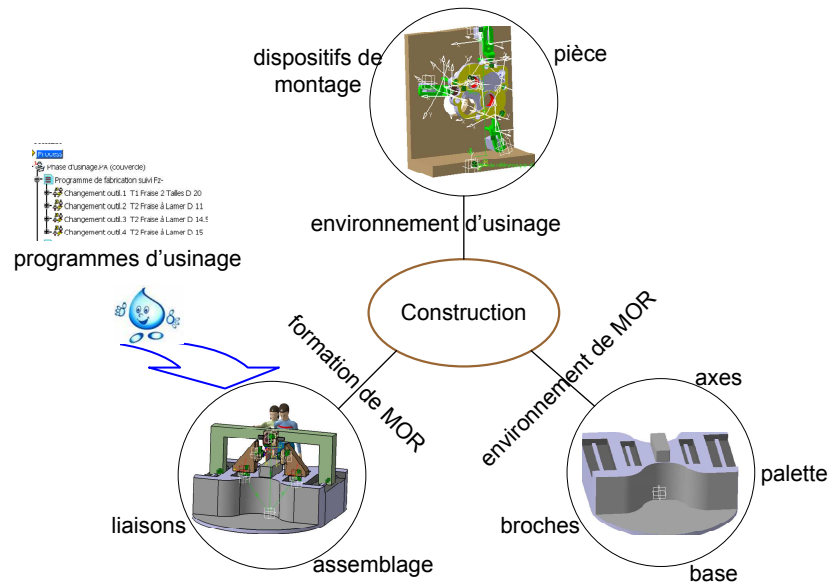 dispositifs de
montage
pièce
Process
Phase d'usinage.PA (couvercle)
Programme de fabrication suivi Fz-
Changement outil.1 T1 Fraise 2 Tailles D 20
Changement outil.2 T2 Fraise à Lamer D 11
Changement outil.3 T2 Fraise à Lamer D 14.5
Changement outil.4 T2 Fraise à Lamer D 15
programmes d'usinage
environnement d'usinage
Construction
formation de MOR
environnement de MOR
liaisons
assemblage
axes
palette
broches
base